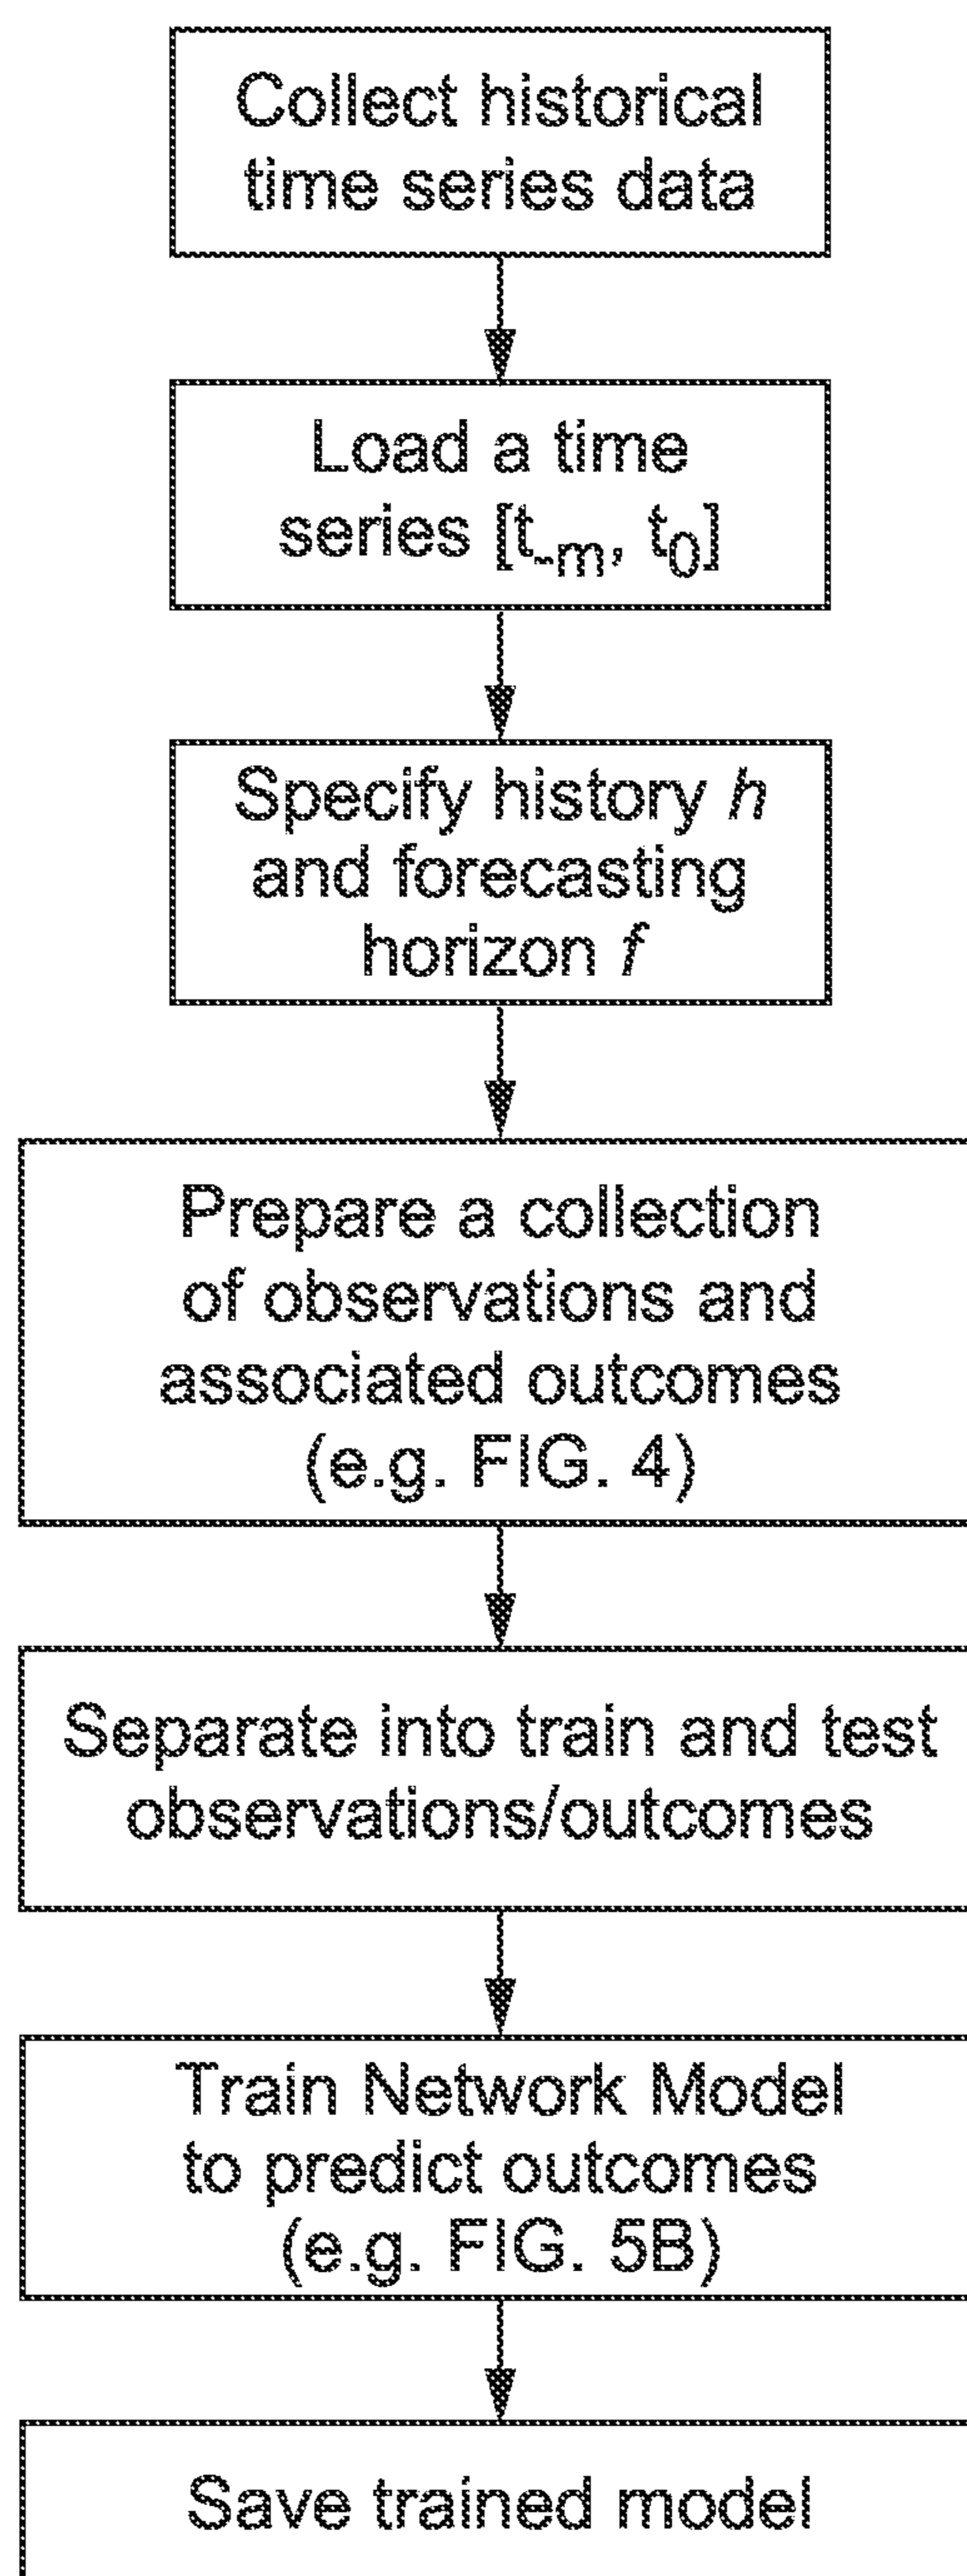 Collect historical
time series data
Load a time
series [t-m, t0]
Specify history h
and forecasting
horizon f
Prepare a collection
of observations and
associated outcomes
(e.g. FIG. 4)
Separate into train and test
observations/outcomes
Train Network Model
to predict outcomes
(e.g. FIG. 5B)
Save trained model